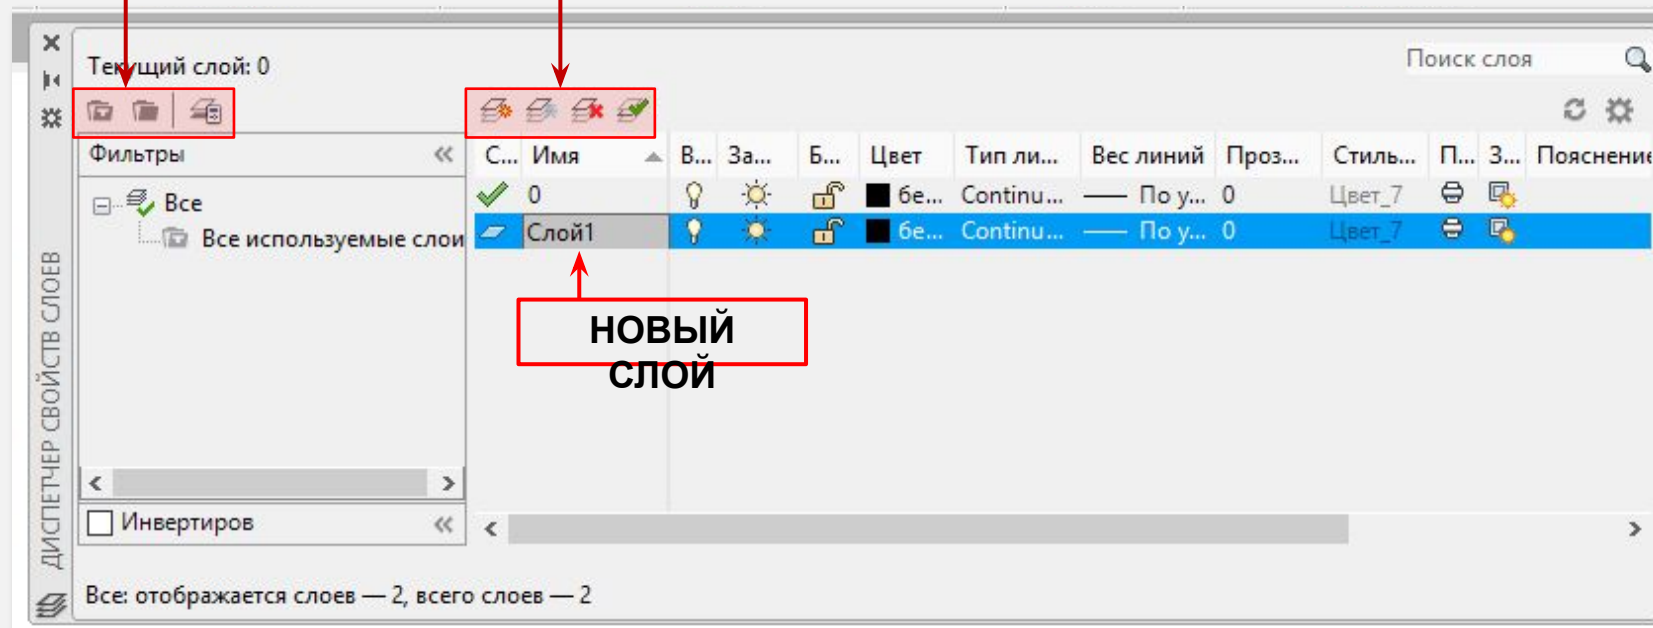 Текущий слой: 0
Поиск слоя
Фильтры
С... Имя В... За... Б... Цвет Тип ли... Вес линий Проз... Стиль... П... З... Пояснение
Все
0 бе... Continu... По у... 0 Цвет_7
Все используемые слои
Слой1 бе... Continu... По у... 0 Цвет_7
НОВЫЙ
СЛОЙ
Инвертиров
Все: отображается слоев — 2, всего слоев — 2
ДИСПЕТЧЕР СВОЙСТВ СЛОЕВ